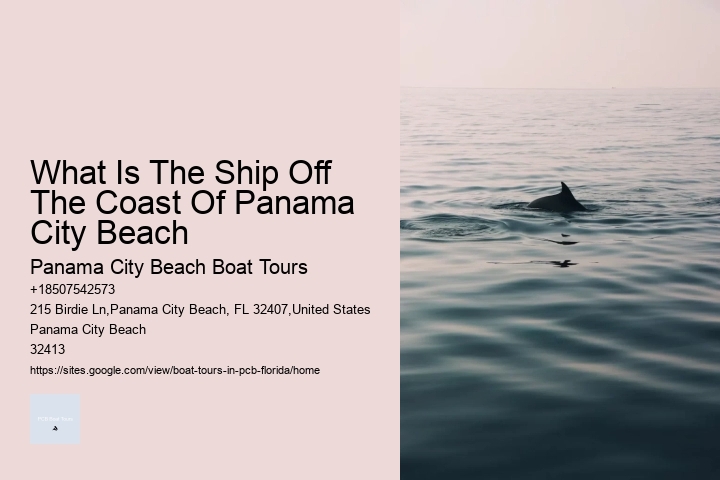 What Is The Ship Off
The Coast Of Panama
City Beach
Panama City Beach Boat Tours
+18507542573
215 Birdie Ln,Panama City Beach, FL 32407,United States
Panama City Beach
32413
https://sites.google.com/view/boat-tours-in-pcb-florida/home